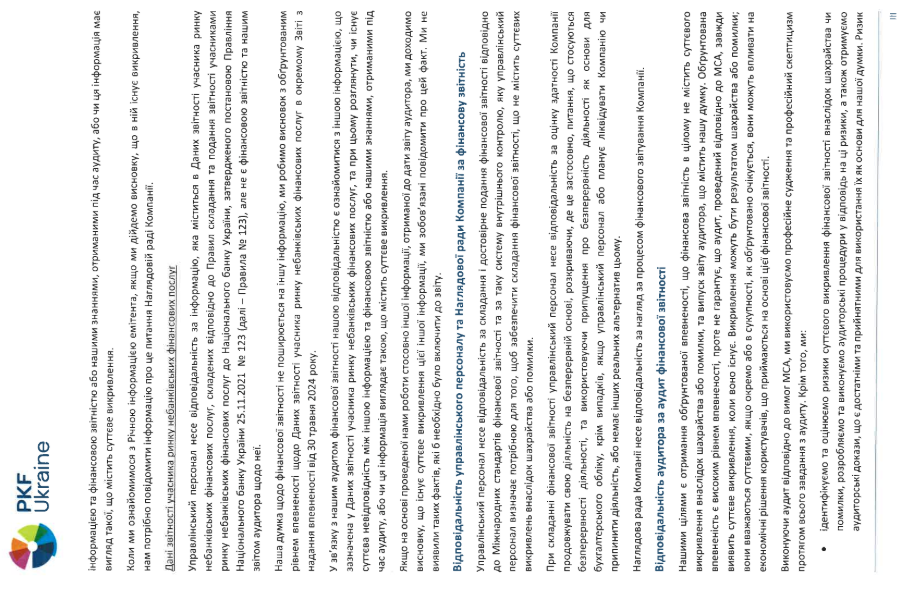 PKF
Ukraine
інформацією та фінансовою звітністю або нашими знаннями, отриманими під час аудиту, або чи ця інформація має
вигляд такої, що містить суттєве викривлення.
Коли ми ознайомимося з Річною інформацією емітента, якщо ми дійдемо висновку, що в ній існує викривлення,
нам потрібно повідомити інформацію про це питання Наглядовій раді Компанії.
Дані звітності учасника ринку небанківських фінансових послуг
Управлінський персонал несе відповідальність за інформацію, яка міститься в Даних звітності учасника ринку
небанківських фінансових послуг, складених відповідно до Правил складання та подання звітності учасниками
ринку небанківських фінансових послуг до Національного банку України, затвердженого постановою Правління
Національного банку України 25.11.2021 № 123 (далі – Правила № 123), але не є фінансовою звітністю та нашим
звітом аудитора щодо неї.
Наша думка щодо фінансової звітності не поширюється на іншу інформацію, ми робимо висновок з обґрунтованим
рівнем впевненості щодо Даних звітності учасника ринку небанківських фінансових послуг в окремому Звіті з
надання впевненості від 30 травня 2024 року.
У зв'язку з нашим аудитом фінансової звітності нашою відповідальністю є ознайомитися з іншою інформацією, що
зазначена у Даних звітності учасника ринку небанківських фінансових послуг, та при цьому розглянути, чи існує
суттєва невідповідність між іншою інформацією та фінансовою звітністю або нашими знаннями, отриманими під
час аудиту, або чи ця інформація виглядає такою, що містить суттєве викривлення.
Якщо на основі проведеної нами роботи стосовно іншої інформації, отриманої до дати звіту аудитора, ми доходимо
висновку, що існує суттєве викривлення цієї іншої інформації, ми зобов'язані повідомити про цей факт. Ми не
виявили таких фактів, які б необхідно було включити до звіту.
Відповідальність управлінського персоналу та Наглядової ради Компанії за фінансову звітність
Управлінський персонал несе відповідальність за складання і достовірне подання фінансової звітності відповідно
до Міжнародних стандартів фінансової звітності та за таку систему внутрішнього контролю, яку управлінський
персонал визначає потрібною для того, щоб забезпечити складання фінансової звітності, що не містить суттєвих
викривлень внаслідок шахрайства або помилки.
При складанні фінансової звітності управлінський персонал несе відповідальність за оцінку здатності Компанії
продовжувати свою діяльність на безперервній основі, розкриваючи, де це застосовно, питання, що стосуються
безперервності діяльності, та використовуючи припущення про безперервність діяльності як основи для
бухгалтерського обліку, крім випадків, якщо управлінський персонал або планує ліквідувати Компанію чи
припинити діяльність, або немає інших реальних альтернатив цьому.
Наглядова рада Компанії несе відповідальність за нагляд за процесом фінансового звітування Компанії.
Відповідальність аудитора за аудит фінансової звітності
Нашими цілями є отримання обґрунтованої впевненості, що фінансова звітність в цілому не містить суттєвого
викривлення внаслідок шахрайства або помилки, та випуск звіту аудитора, що містить нашу думку. Обґрунтована
впевненість є високим рівнем впевненості, проте не гарантує, що аудит, проведений відповідно до МСА, завжди
виявить суттєве викривлення, коли воно існує. Викривлення можуть бути результатом шахрайства або помилки;
вони вважаються суттєвими, якщо окремо або в сукупності, як обґрунтовано очікується, вони можуть впливати на
економічні рішення користувачів, що приймаються на основі цієї фінансової звітності.
Виконуючи аудит відповідно до вимог МСА, ми використовуємо професійне судження та професійний скептицизм
протягом всього завдання з аудиту. Крім того, ми:
• ідентифікуємо та оцінюємо ризики суттєвого викривлення фінансової звітності внаслідок шахрайства чи
помилки, розробляємо та виконуємо аудиторські процедури у відповідь на ці ризики, а також отримуємо
аудиторські докази, що є достатніми та прийнятними для використання їх як основи для нашої думки. Ризик
III